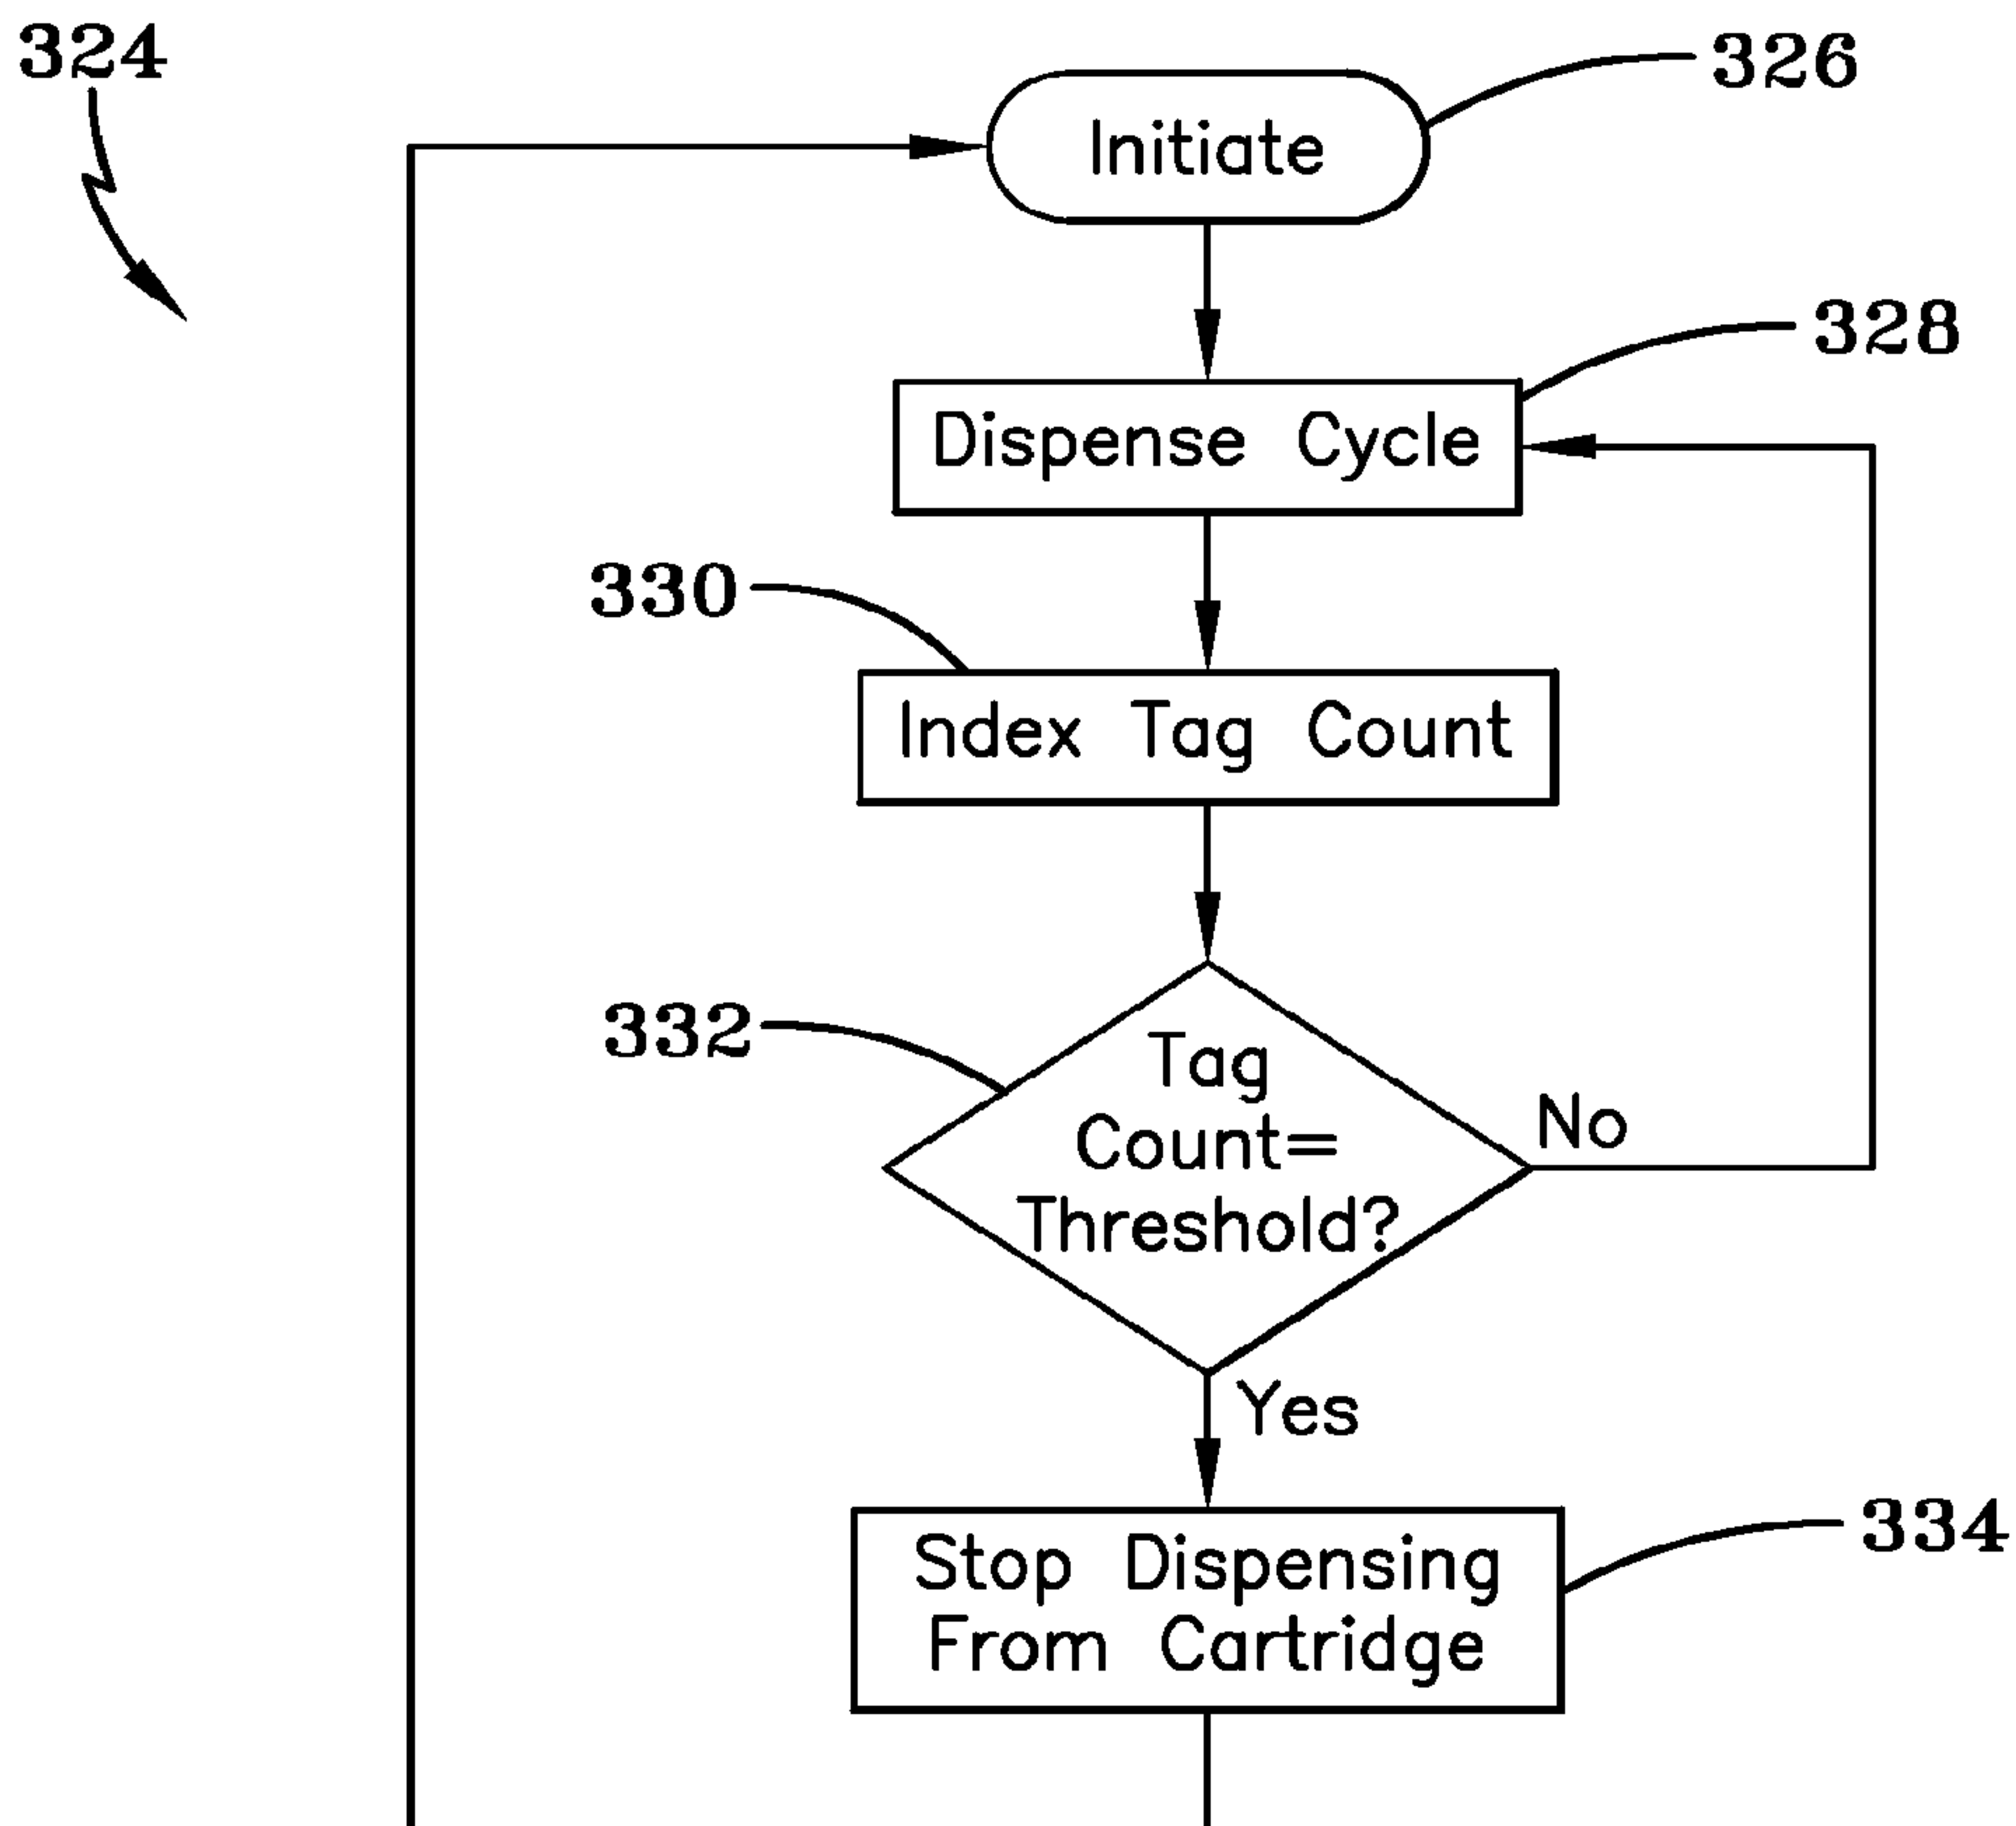 324
326
Initiate
328
Dispense Cycle
330
Index Tag Count
332
Tag
Count=
Threshold?
No
Yes
334
Stop Dispensing
From Cartridge